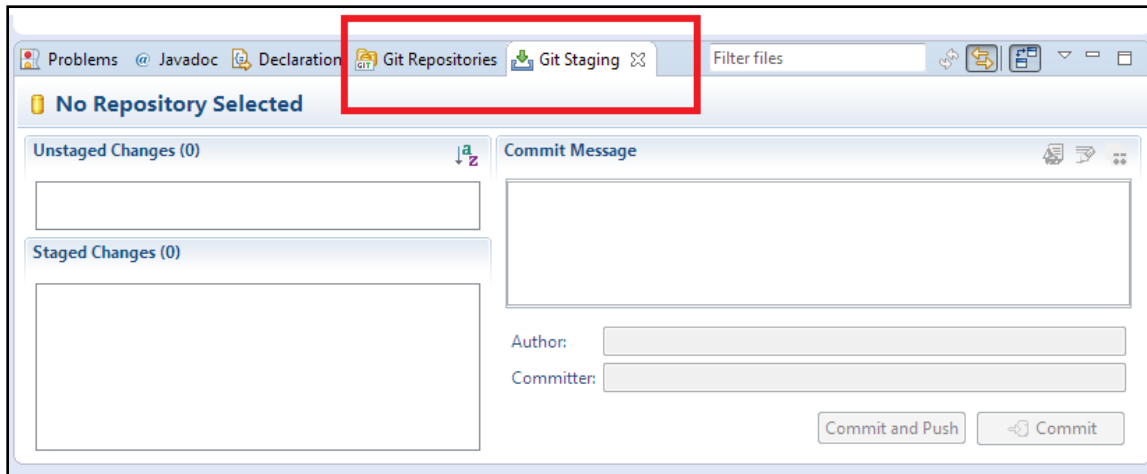 Problems @ Javadoc Declaration GIT Git Repositories Git Staging Filter files
No Repository Selected
Unstaged Changes (0) a z
Commit Message
Staged Changes (0)
Author:
Committer:
Commit and Push Commit